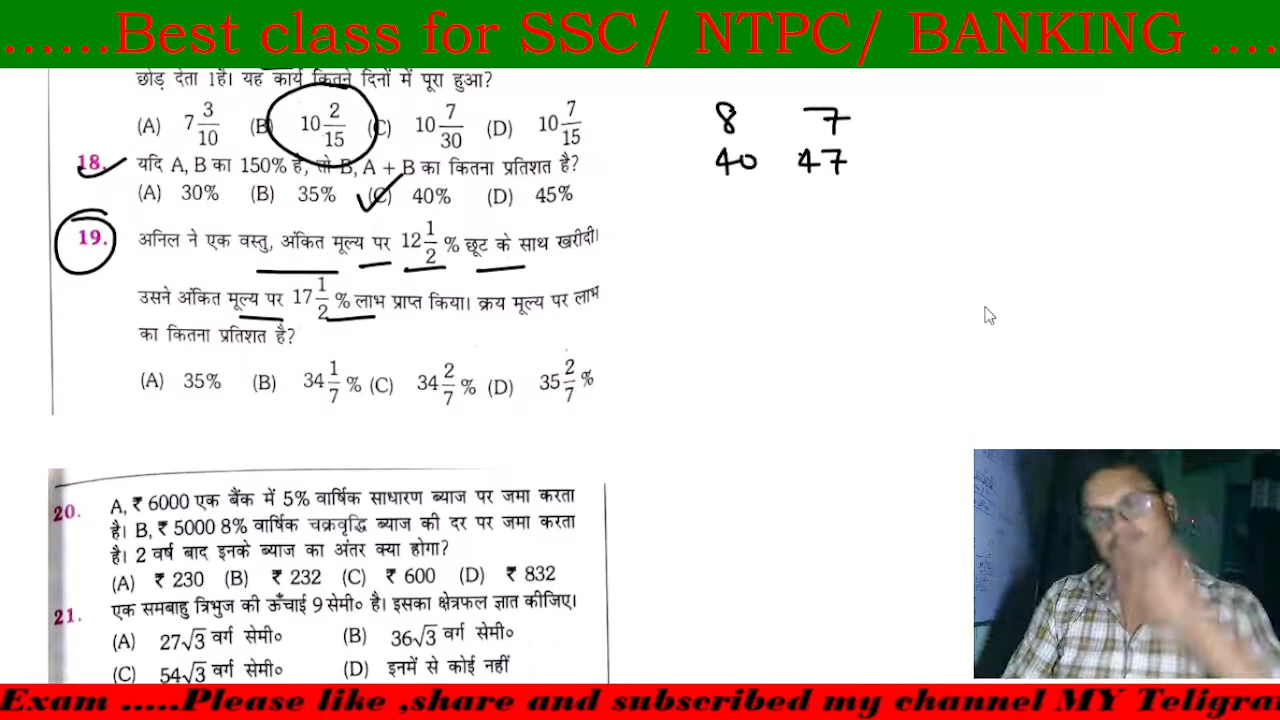 ......Best class for SSC/ NTPC/ BANKING ....
छोड़ देता 1है। यह कार्य कितने दिनों में पूरा हुआ?
(A) 7 3/10 (B) 10 2/15 (C) 10 7/30 (D) 10 7/15
18. यदि A, B का 150% है, तो B, A + B का कितना प्रतिशत है?
(A) 30% (B) 35% (C) 40% (D) 45%
19. अनिल ने एक वस्तु, अंकित मूल्य पर 12 1/2 % छूट के साथ खरीदी।
उसने अंकित मूल्य पर 17 1/2 % लाभ प्राप्त किया। क्रय मूल्य पर लाभ
का कितना प्रतिशत है?
(A) 35% (B) 34 1/7 % (C) 34 2/7 % (D) 35 2/7 %
8 7
40 47
20. A, ₹ 6000 एक बैंक में 5% वार्षिक साधारण ब्याज पर जमा करता
है। B, ₹ 5000 8% वार्षिक चक्रवृद्धि ब्याज की दर पर जमा करता
है। 2 वर्ष बाद इनके ब्याज का अंतर क्या होगा?
(A) ₹ 230 (B) ₹ 232 (C) ₹ 600 (D) ₹ 832
21. एक समबाहु त्रिभुज की ऊँचाई 9 सेमी० है। इसका क्षेत्रफल ज्ञात कीजिए।
(A) 27√3 वर्ग सेमी० (B) 36√3 वर्ग सेमी०
(C) 54√3 वर्ग सेमी० (D) इनमें से कोई नहीं
Exam .....Please like ,share and subscribed my channel MY Teligra